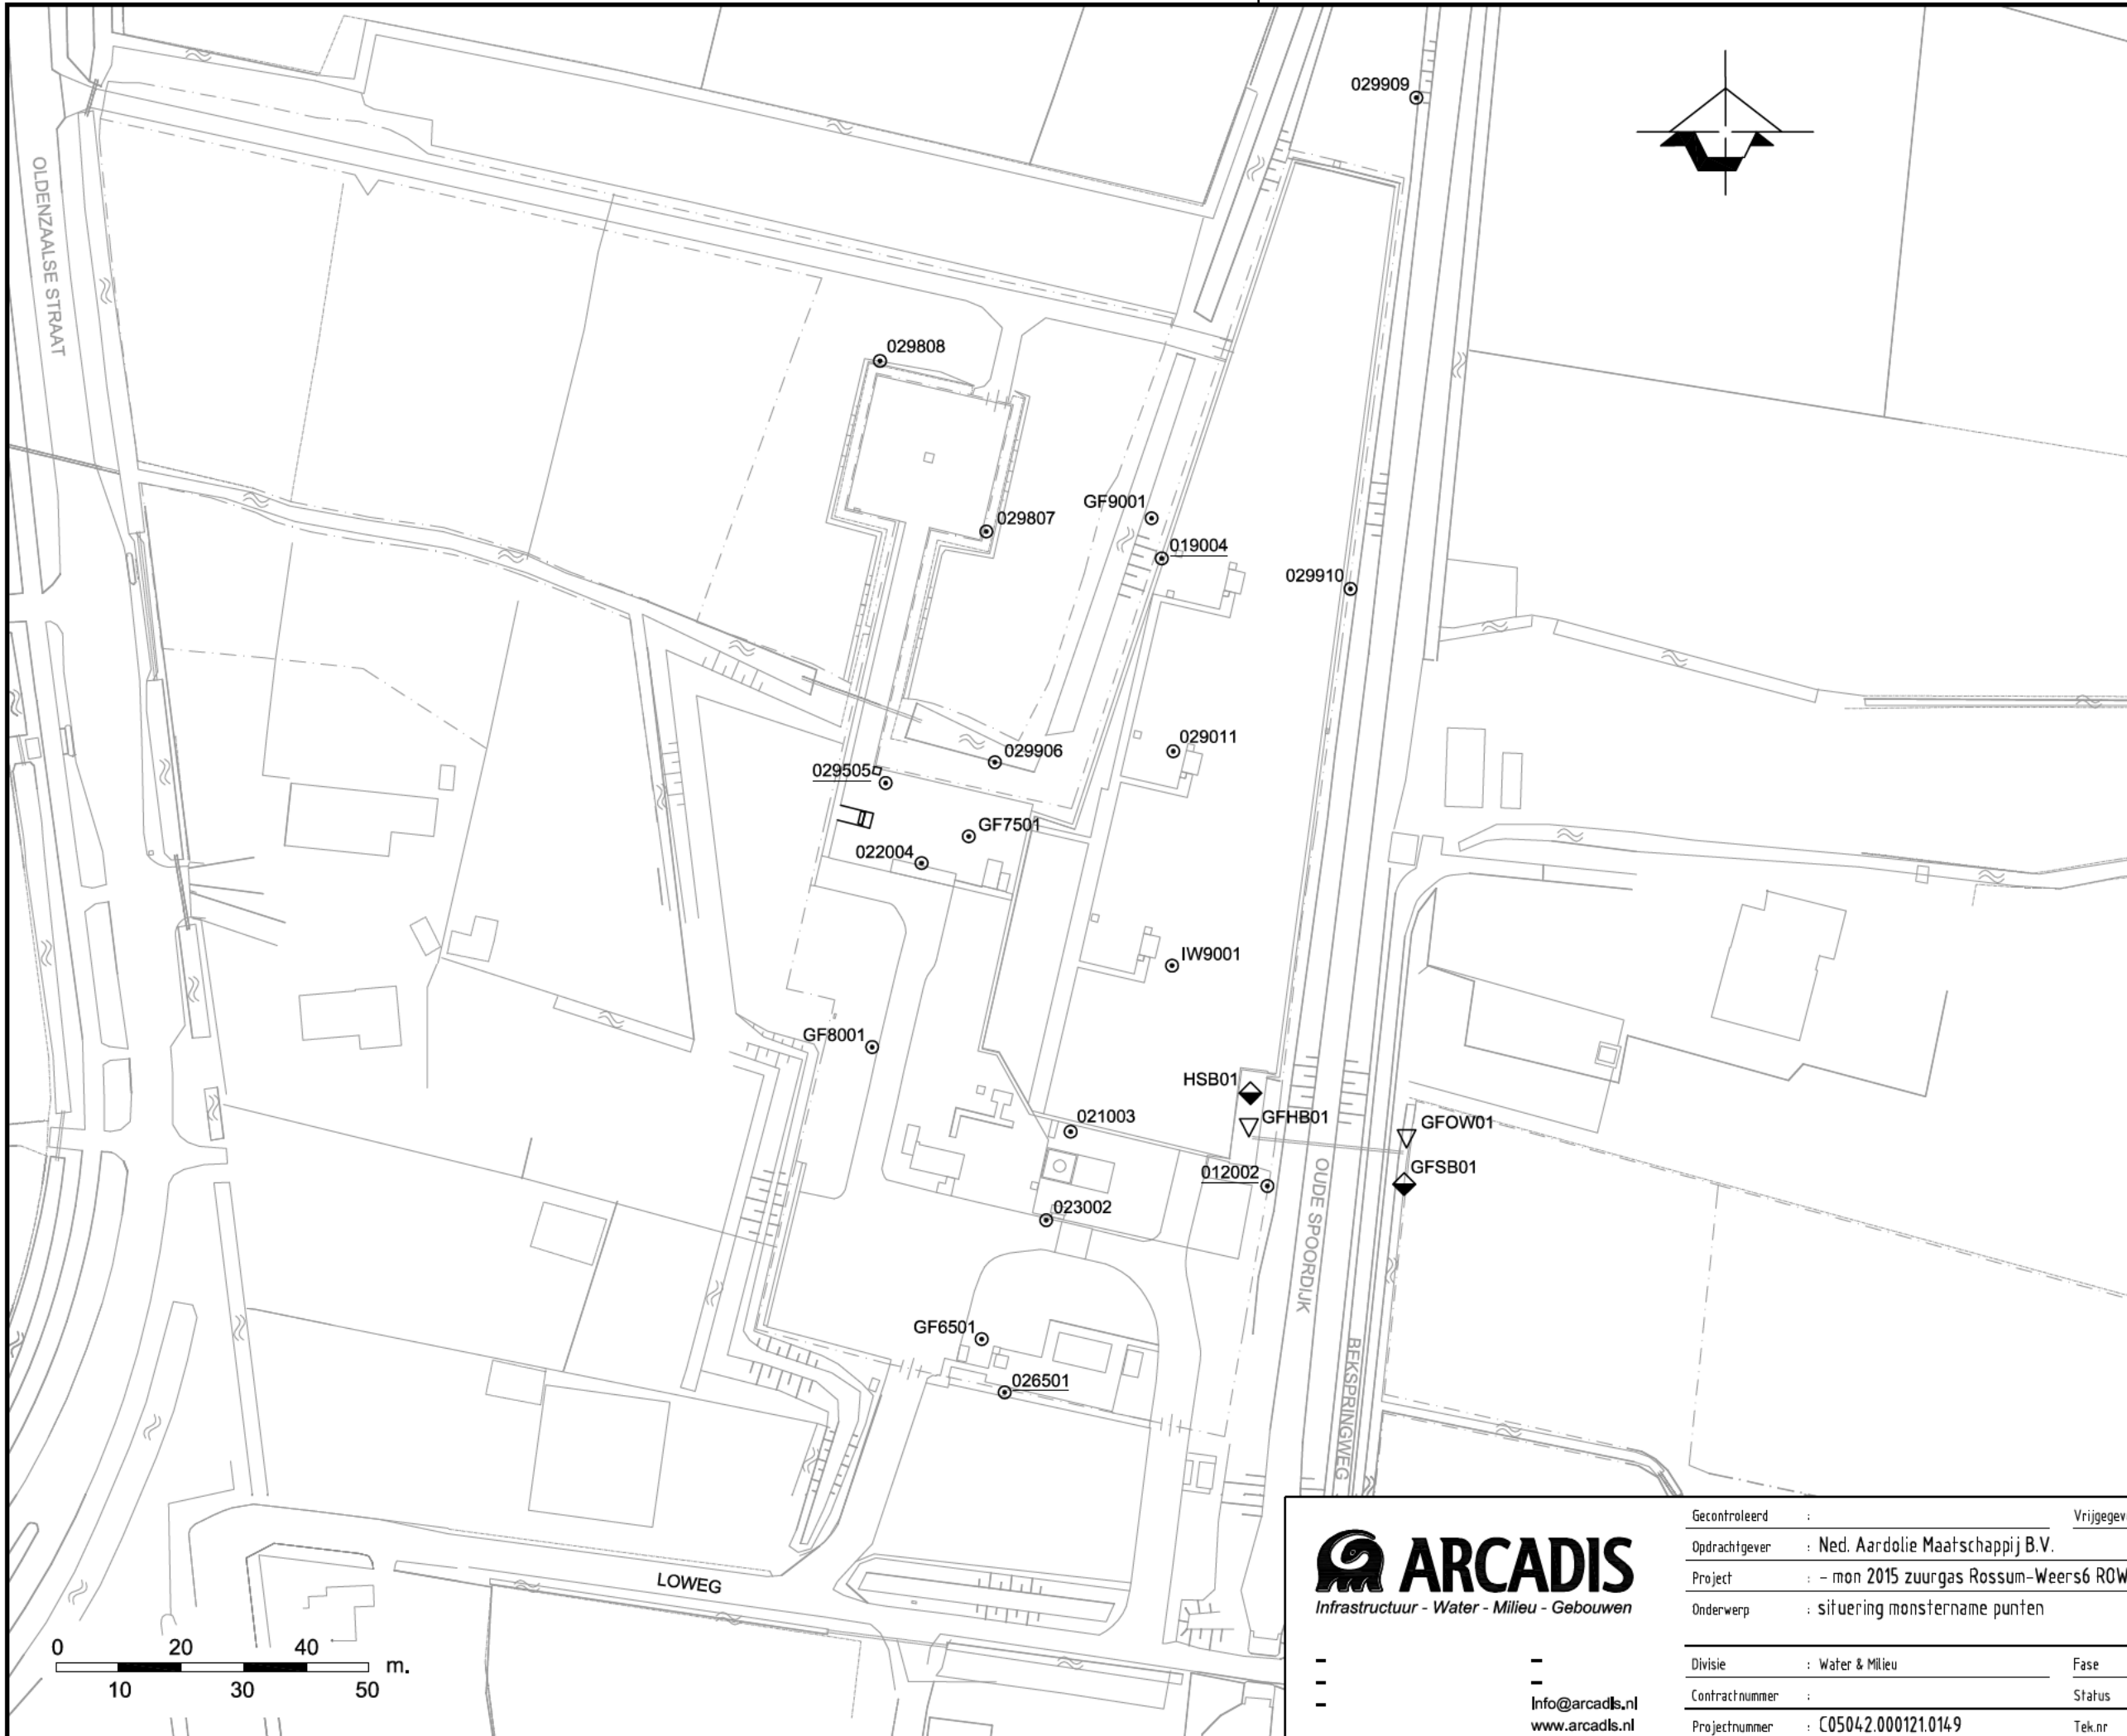 029909
OLDENZAALSE STRAAT
029808
GF9001
029807
019004
029910
029011
029906
029505
GF7501
022004
IW9001
GF8001
HSB01
GFHB01
GFOW01
021003
GFSB01
012002
023002
OUDE SPOORDIJK
GF6501
026501
BEKSPRINGWEG
LOWEG
0 20 40
m.
10 30 50
ARCADIS
Infrastructuur - Water - Milieu - Gebouwen
- -
- -
-
info@arcadis.nl
www.arcadis.nl
Gecontroleerd :
Opdrachtgever : Ned. Aardolie Maatschappij B.V.
Project : - mon 2015 zuurgas Rossum-Weers6 ROW
Onderwerp : situering monstername punten
Divisie : Water & Milieu Fase
Contractnummer : Status
Projectnummer : C05042.000121.0149 Tek.nr